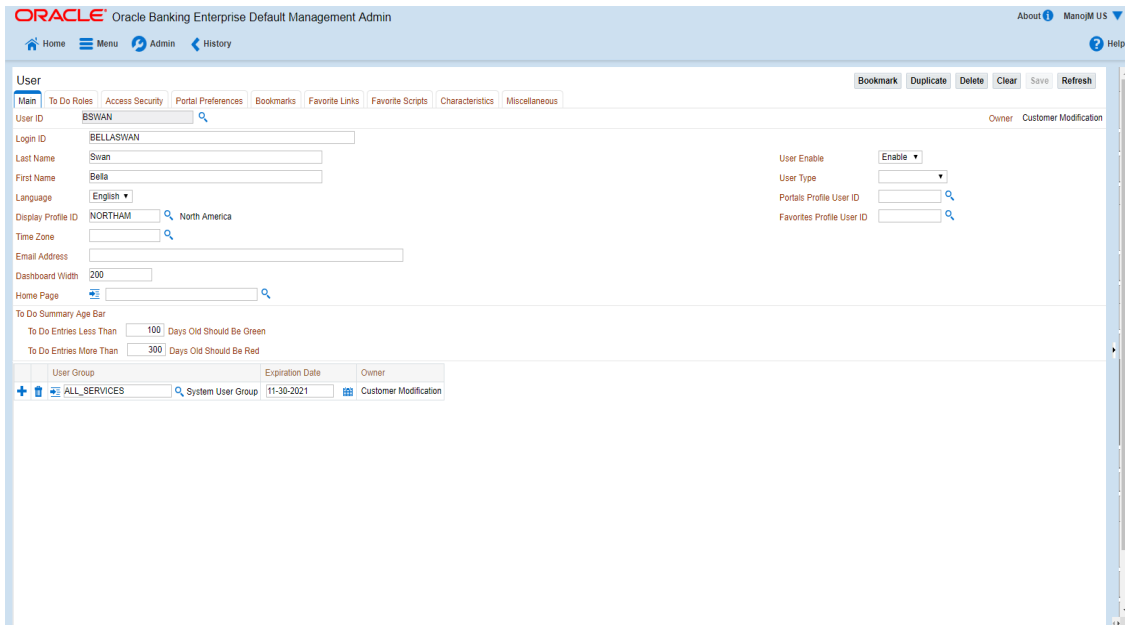 ORACLE® Oracle Banking Enterprise Default Management Admin About ManojM US
Home Menu Admin History Help
User Bookmark Duplicate Delete Clear Save Refresh
Main To Do Roles Access Security Portal Preferences Bookmarks Favorite Links Favorite Scripts Characteristics Miscellaneous
User ID BSWAN Owner Customer Modification
Login ID BELLASWAN
Last Name Swan User Enable Enable
First Name Bella User Type
Language English Portals Profile User ID
Display Profile ID NORTHAM North America Favorites Profile User ID
Time Zone
Email Address
Dashboard Width 200
Home Page
To Do Summary Age Bar
To Do Entries Less Than 100 Days Old Should Be Green
To Do Entries More Than 300 Days Old Should Be Red
User Group Expiration Date Owner
ALL_SERVICES System User Group 11-30-2021 Customer Modification